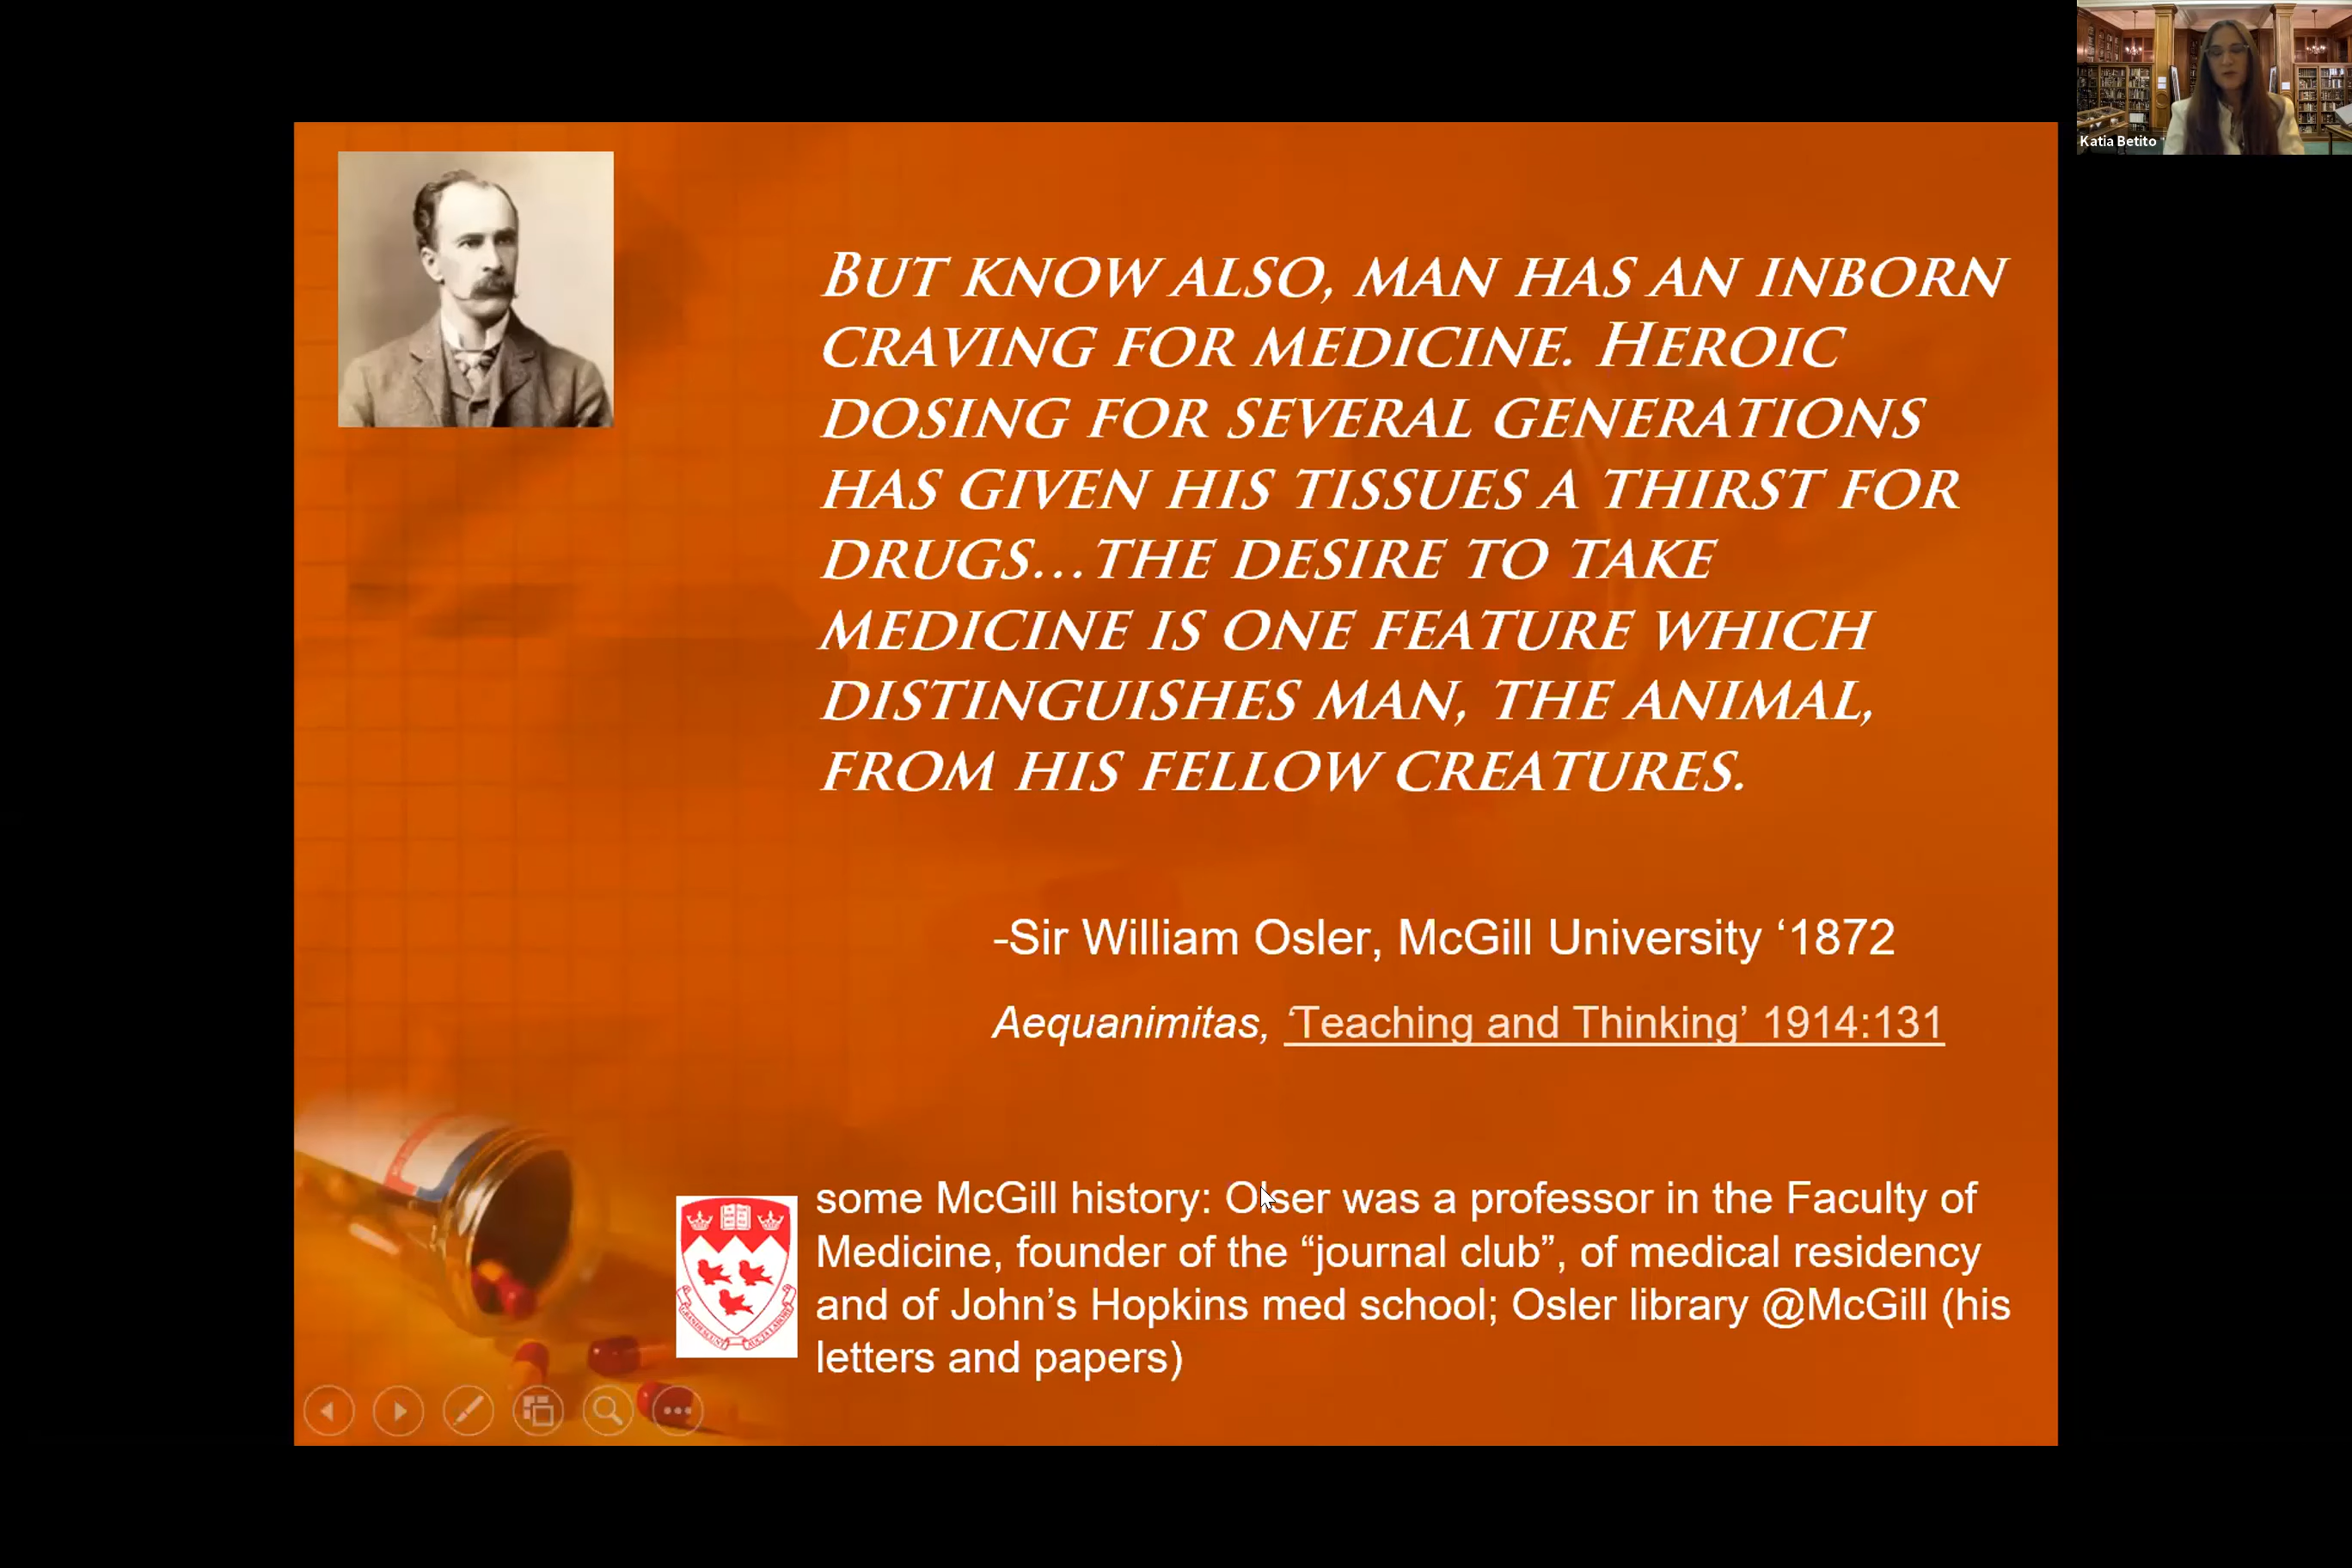 Katia Betito
BUT KNOW ALSO, MAN HAS AN INBORN
CRAVING FOR MEDICINE. HEROIC
DOSING FOR SEVERAL GENERATIONS
HAS GIVEN HIS TISSUES A THIRST FOR
DRUGS...THE DESIRE TO TAKE
MEDICINE IS ONE FEATURE WHICH
DISTINGUISHES MAN, THE ANIMAL,
FROM HIS FELLOW CREATURES.
-Sir William Osler, McGill University ‘1872
Aequanimitas, ‘Teaching and Thinking’ 1914:131
some McGill history: Olser was a professor in the Faculty of
Medicine, founder of the “journal club”, of medical residency
and of John’s Hopkins med school; Osler library @McGill (his
letters and papers)